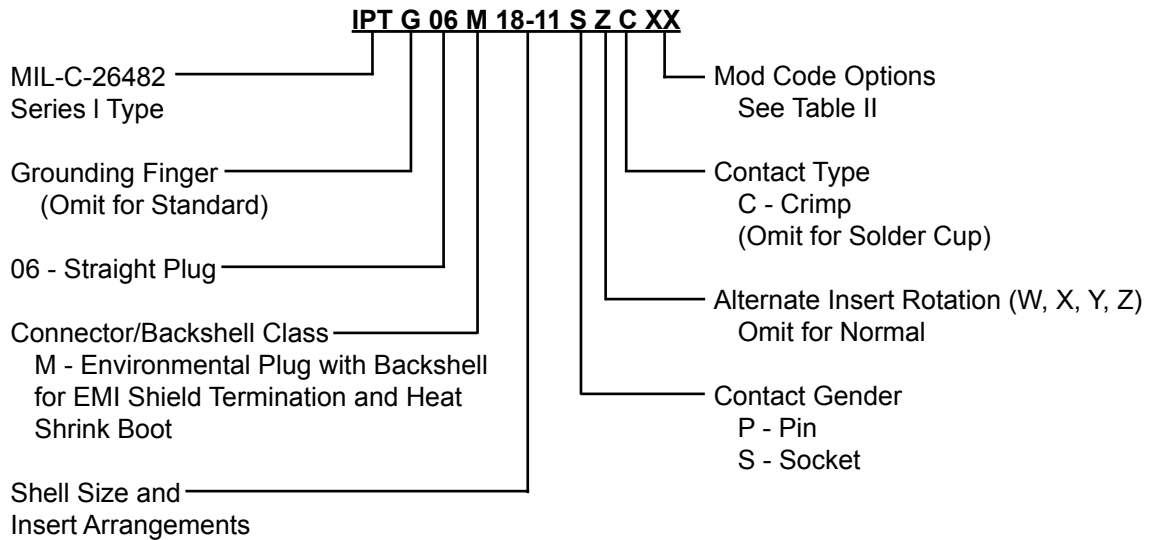 IPT G 06 M 18-11 S Z C XX
MIL-C-26482
Series I Type
Grounding Finger
(Omit for Standard)
06 - Straight Plug
Connector/Backshell Class
M - Environmental Plug with Backshell
for EMI Shield Termination and Heat
Shrink Boot
Shell Size and
Insert Arrangements
Mod Code Options
See Table II
Contact Type
C - Crimp
(Omit for Solder Cup)
Alternate Insert Rotation (W, X, Y, Z)
Omit for Normal
Contact Gender
P - Pin
S - Socket